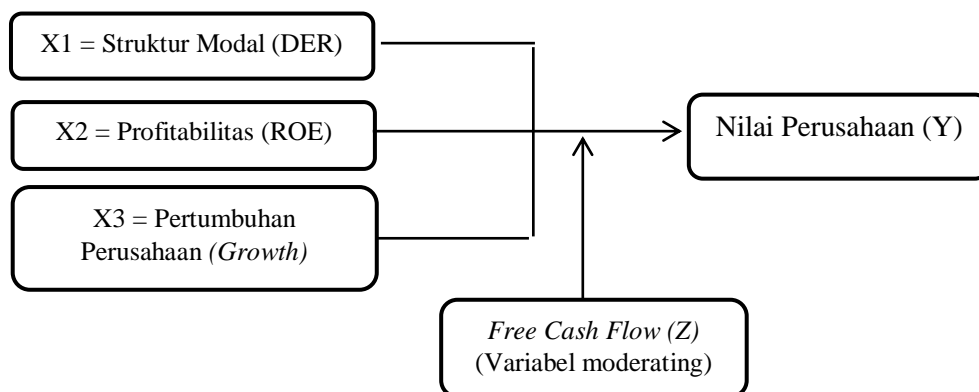 X1 = Struktur Modal (DER)
X2 = Profitabilitas (ROE)
Nilai Perusahaan (Y)
X3 = Pertumbuhan
Perusahaan (Growth)
Free Cash Flow (Z)
(Variabel moderating)